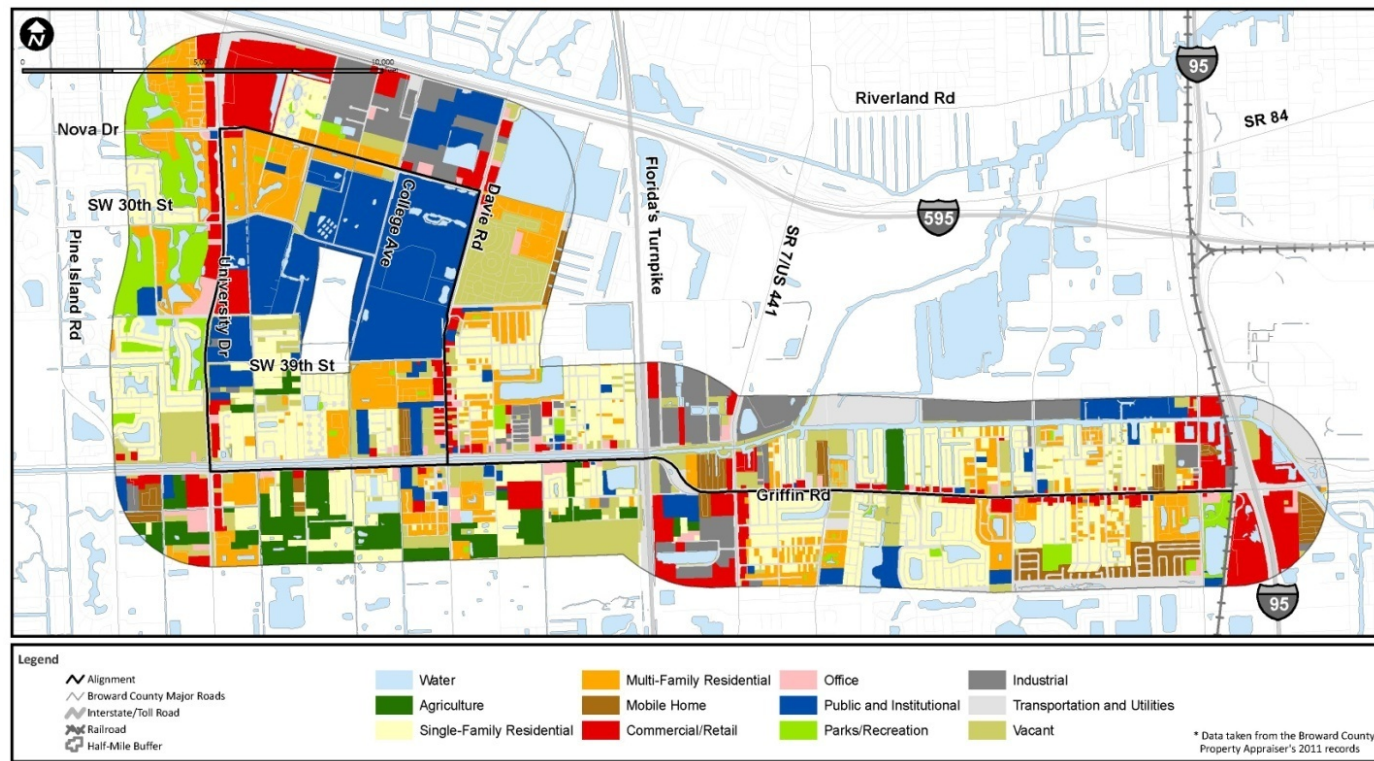 N
0 5,000 10,000
95
Riverland Rd
SR 84
Nova Dr
SW 30th St
College Ave
Davie Rd
Florida's Turnpike
595
SR 7/US 441
Pine Island Rd
University Dr
SW 39th St
Griffin Rd
95
Legend
Alignment
Broward County Major Roads
Interstate/Toll Road
Railroad
Half-Mile Buffer
Water
Agriculture
Single-Family Residential
Multi-Family Residential
Mobile Home
Commercial/Retail
Office
Public and Institutional
Parks/Recreation
Industrial
Transportation and Utilities
Vacant
* Data taken from the Broward County
Property Appraiser's 2011 records